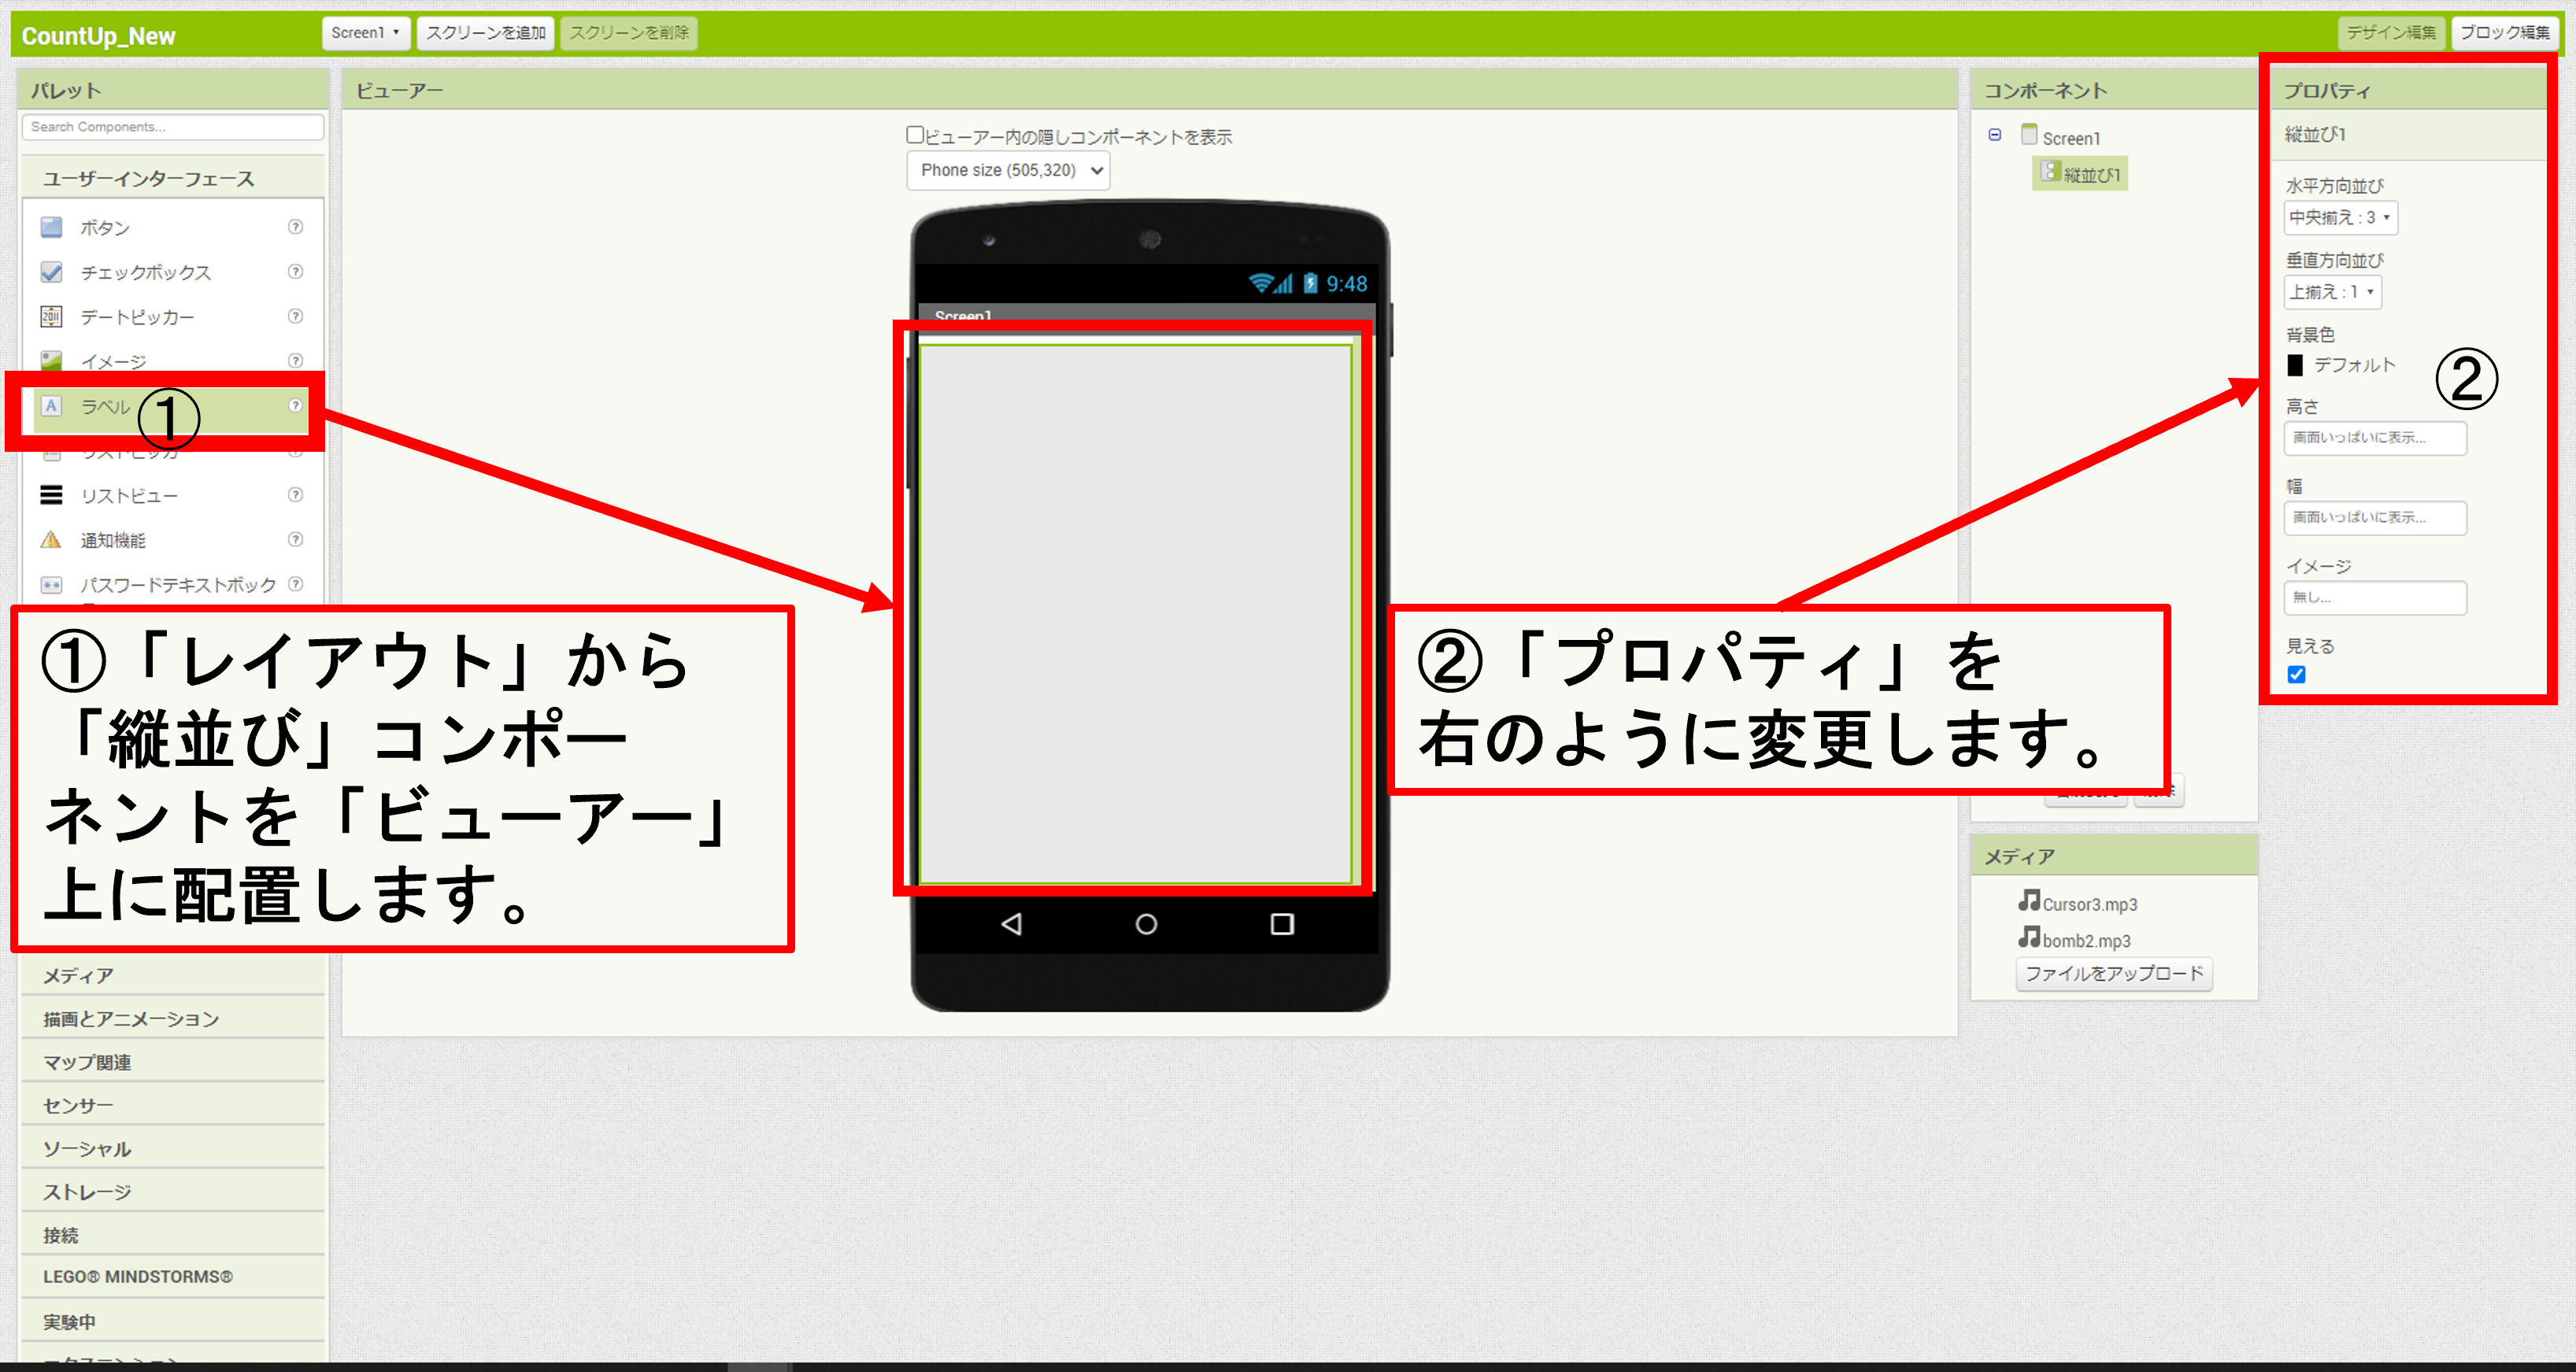 CountUp_New
Screen1
スクリーンを追加
スクリーンを削除
デザイン編集
ブロック編集
パレット
Search Components...
ユーザーインターフェース
ボタン
チェックボックス
デートピッカー
イメージ
ラベル
①
リストビュー
通知機能
パスワードテキストボック
①「レイアウト」から
「縦並び」コンポー
ネントを「ビューアー」
上に配置します。
メディア
描画とアニメーション
マップ関連
センサー
ソーシャル
ストレージ
接続
LEGO® MINDSTORMS®
実験中
ビューアー
ビューアー内の隠しコンポーネントを表示
Phone size (505,320)
9:48
Screen1
②「プロパティ」を
右のように変更します。
コンポーネント
Screen1
縦並び1
メディア
Cursor3.mp3
bomb2.mp3
ファイルをアップロード
プロパティ
縦並び1
水平方向並び
中央揃え : 3
垂直方向並び
上揃え : 1
背景色
デフォルト
②
高さ
画面いっぱいに表示...
幅
画面いっぱいに表示...
イメージ
無し...
見える